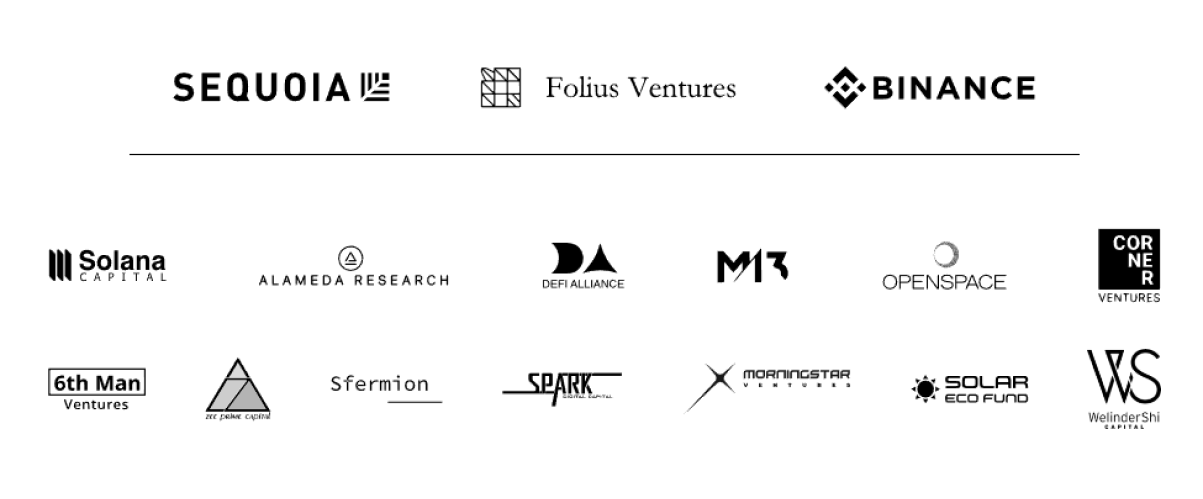 SEQUOIA
Folius Ventures
BINANCE
Solana
CAPITAL
ALAMEDA RESEARCH
DA
DEFI ALLIANCE
M13
OPENSPACE
COR
NE
R
VENTURES
6th Man
Ventures
zee prime capital
Sfermion
SPARK
DIGITAL CAPITAL
MORNINGSTAR
VENTURES
SOLAR
ECO FUND
WS
WelinderShi
CAPITAL